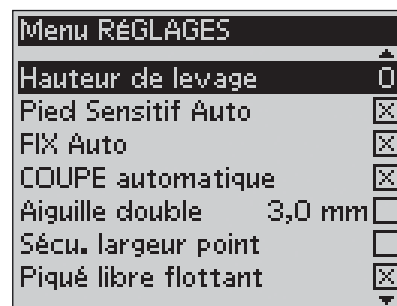 Menu RéGLAGES
Hauteur de levage 0
Pied Sensitif Auto
FIX Auto
COUPE automatique
Aiguille double 3,0 mm
Sécu. largeur point
Piqué libre flottant